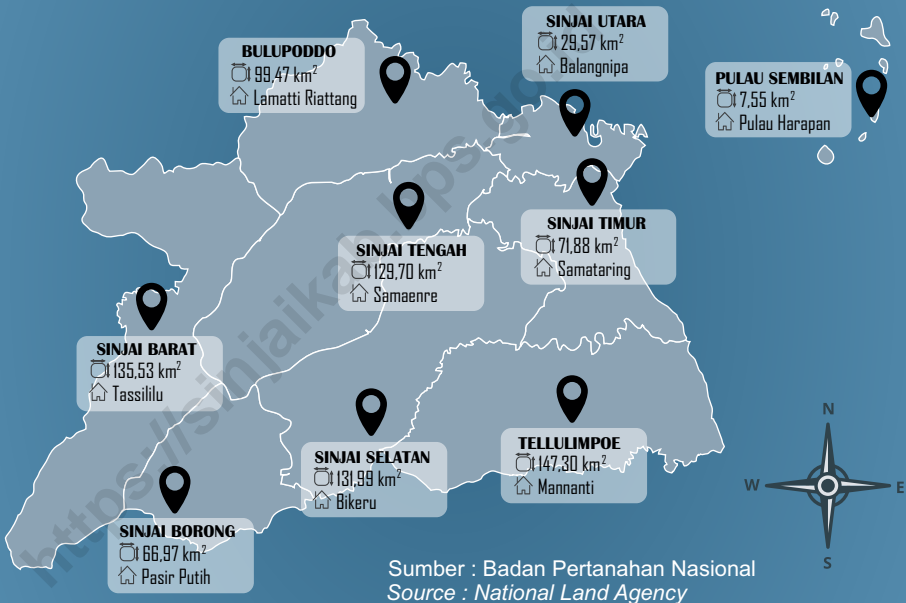 SINJAI UTARA
29,57 km²
Balangnipa
BULUPODDO
99,47 km²
Lamatti Riattang
PULAU SEMBILAN
7,55 km²
Pulau Harapan
SINJAI TIMUR
71,88 km²
Samataring
SINJAI TENGAH
129,70 km²
Samaenre
SINJAI BARAT
135,53 km²
Tassililu
SINJAI SELATAN
131,99 km²
Bikeru
TELLULIMPOE
147,30 km²
Mannanti
SINJAI BORONG
66,97 km²
Pasir Putih
N
W
E
S
Sumber : Badan Pertanahan Nasional
Source : National Land Agency
https://sinjaikab.bps.go.id